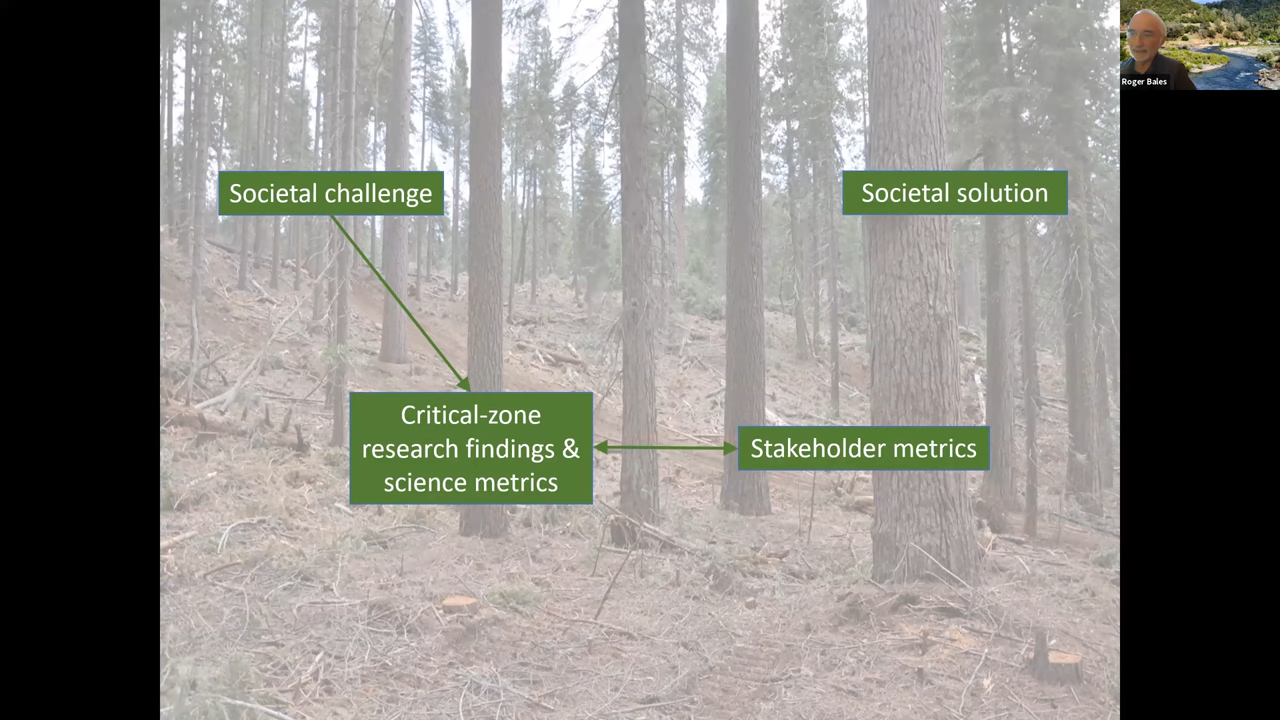 Roger Bales
Societal challenge
Societal solution
Critical-zone
research findings &
science metrics
Stakeholder metrics